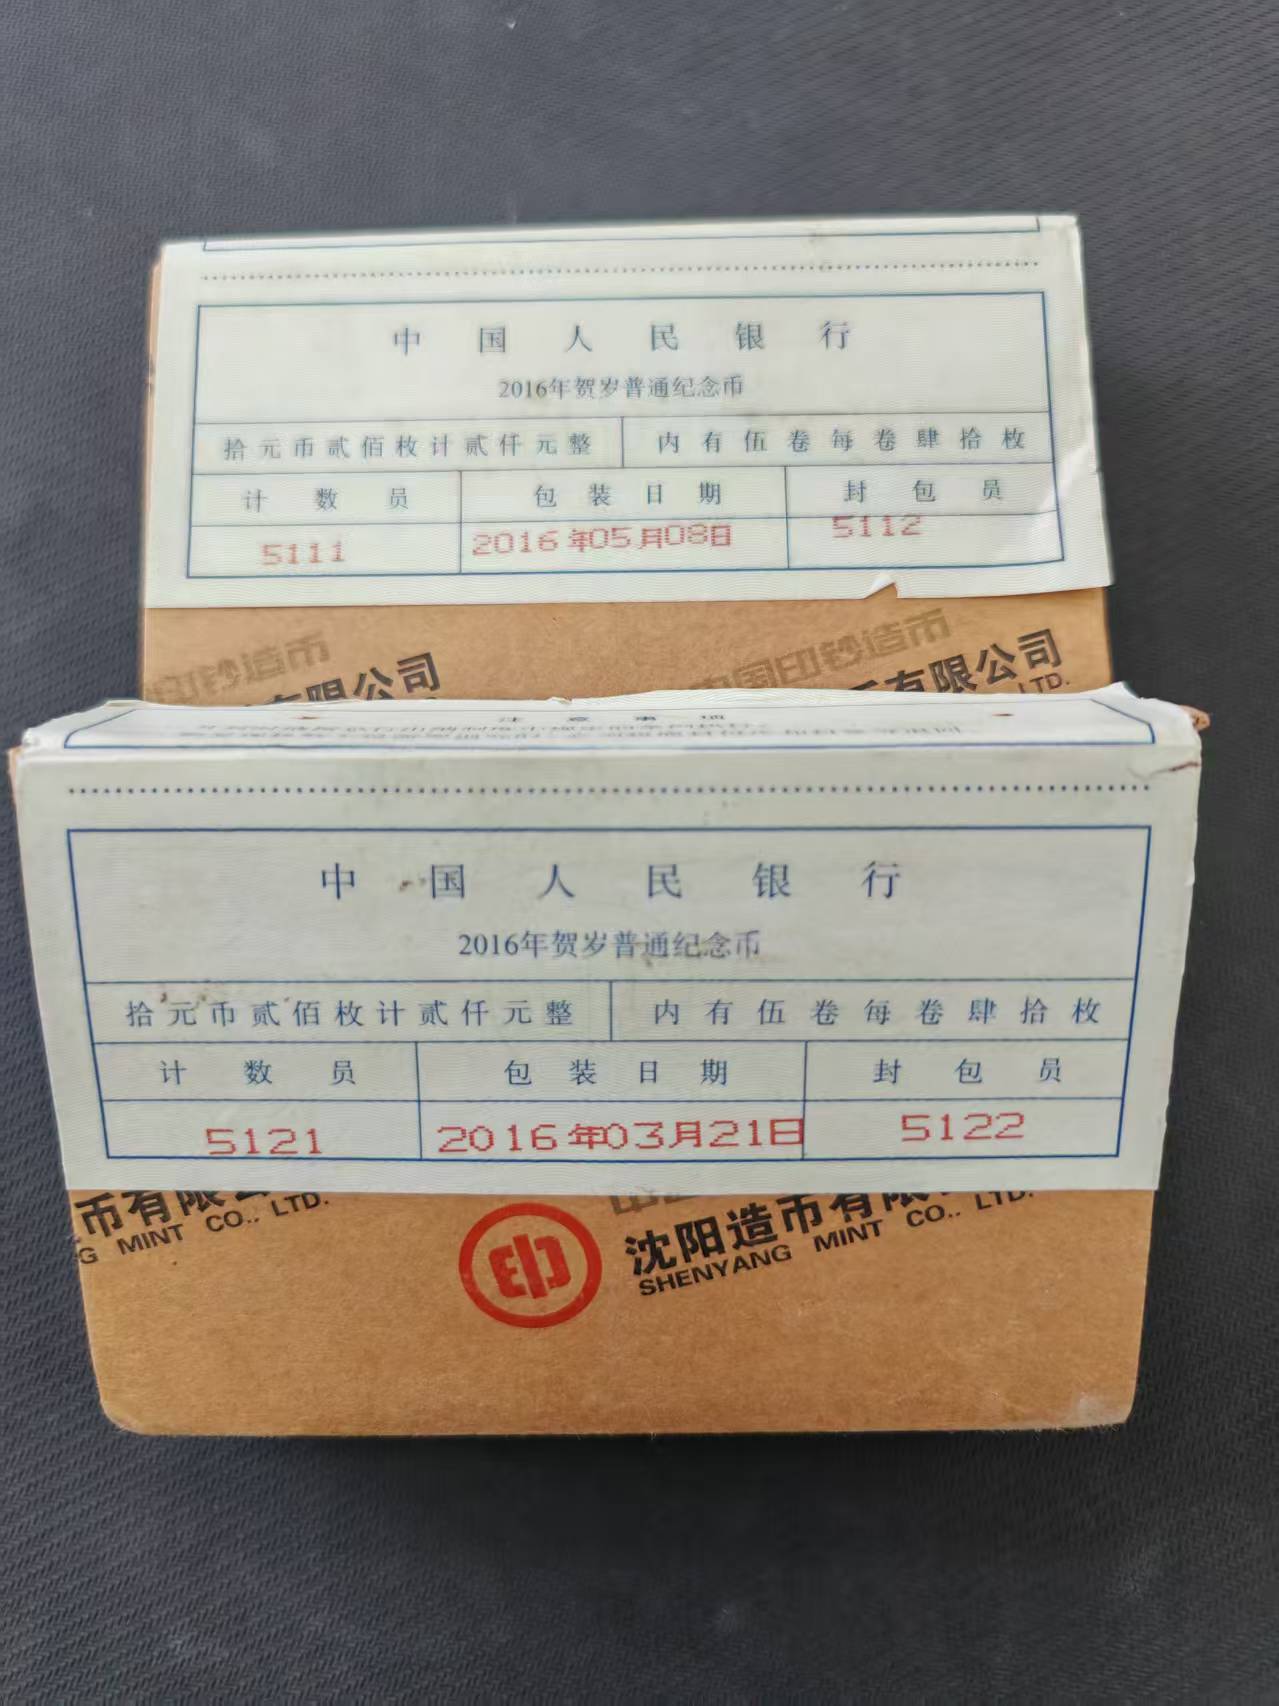 中国人民银行
2016年贺岁普通纪念币
拾元币贰佰枚计贰仟元整 内有伍卷每卷肆拾枚
计数员 包装日期 封包员
5111 2016年05月08日 5112
中国印钞造币
有限公司 币有限公司
LTD.
注意事项
中国人民银行
2016年贺岁普通纪念币
拾元币贰佰枚计贰仟元整 内有伍卷每卷肆拾枚
计数员 包装日期 封包员
5121 2016年03月21日 5122
币有限 沈阳造币有限
G MINT CO., LTD. SHENYANG MINT CO., LTD.